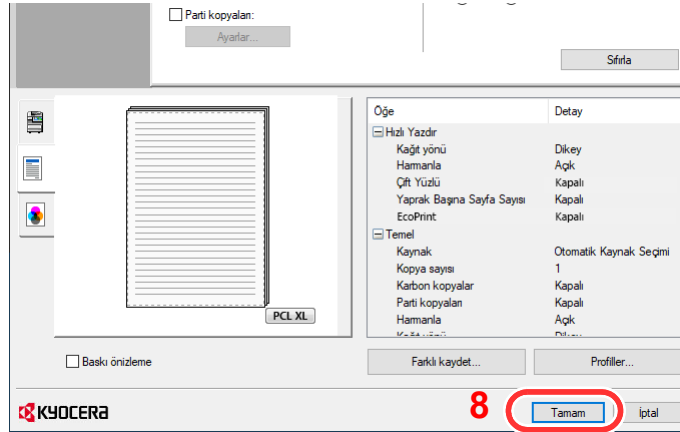 Parti kopyaları:
Ayarlar...
Sıfırla
Öğe Detay
Hızlı Yazdır
Kağıt yönü Dikey
Harmanla Açık
Çift Yüzlü Kapalı
Yaprak Başına Sayfa Sayısı Kapalı
EcoPrint Kapalı
Temel
Kaynak Otomatik Kaynak Seçimi
Kopya sayısı 1
Karbon kopyalar Kapalı
Parti kopyaları Kapalı
Harmanla Açık
PCL XL
Baskı önizleme
Farklı kaydet...
Profiller...
KYOCERA
8
Tamam
İptal